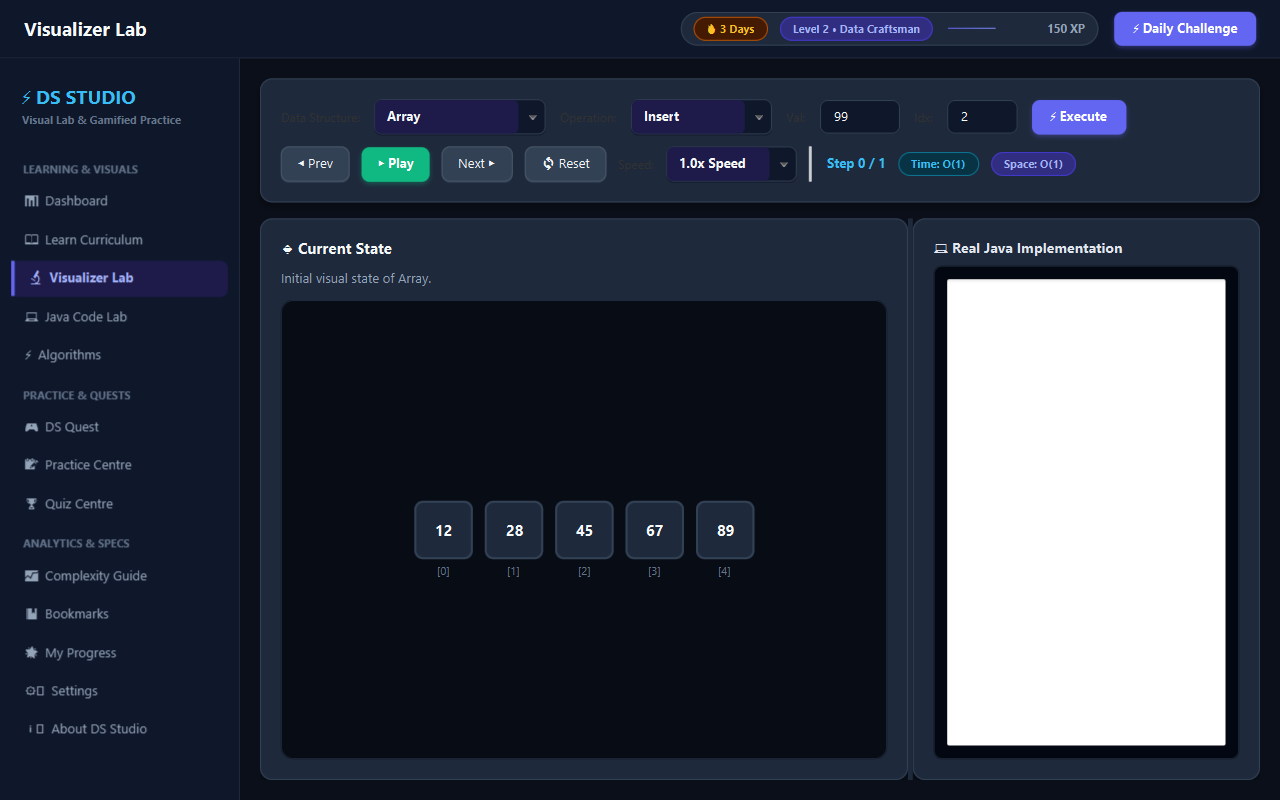 Visualizer Lab
3 Days
Level 2 • Data Craftsman
150 XP
⚡ Daily Challenge
⚡ DS STUDIO
Visual Lab & Gamified Practice
LEARNING & VISUALS
Dashboard
Learn Curriculum
Visualizer Lab
Java Code Lab
⚡ Algorithms
PRACTICE & QUESTS
DS Quest
Practice Centre
Quiz Centre
ANALYTICS & SPECS
Complexity Guide
Bookmarks
My Progress
Settings
About DS Studio
Data Structure: Array Operation: Insert Val: 99 Idx: 2 ⚡ Execute
Prev Play Next Reset Speed: 1.0x Speed Step 0 / 1 Time: O(1) Space: O(1)
Current State
Initial visual state of Array.
12 28 45 67 89
[0] [1] [2] [3] [4]
Real Java Implementation